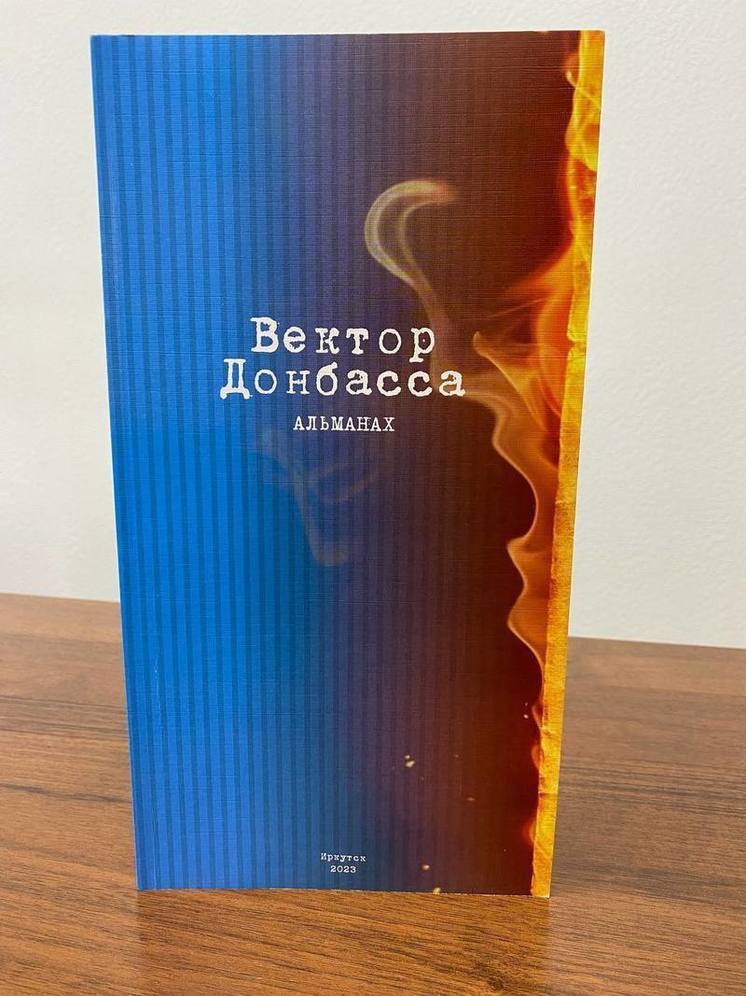 Вектор
Донбасса
АЛЬМАНАХ
Иркутск
2023